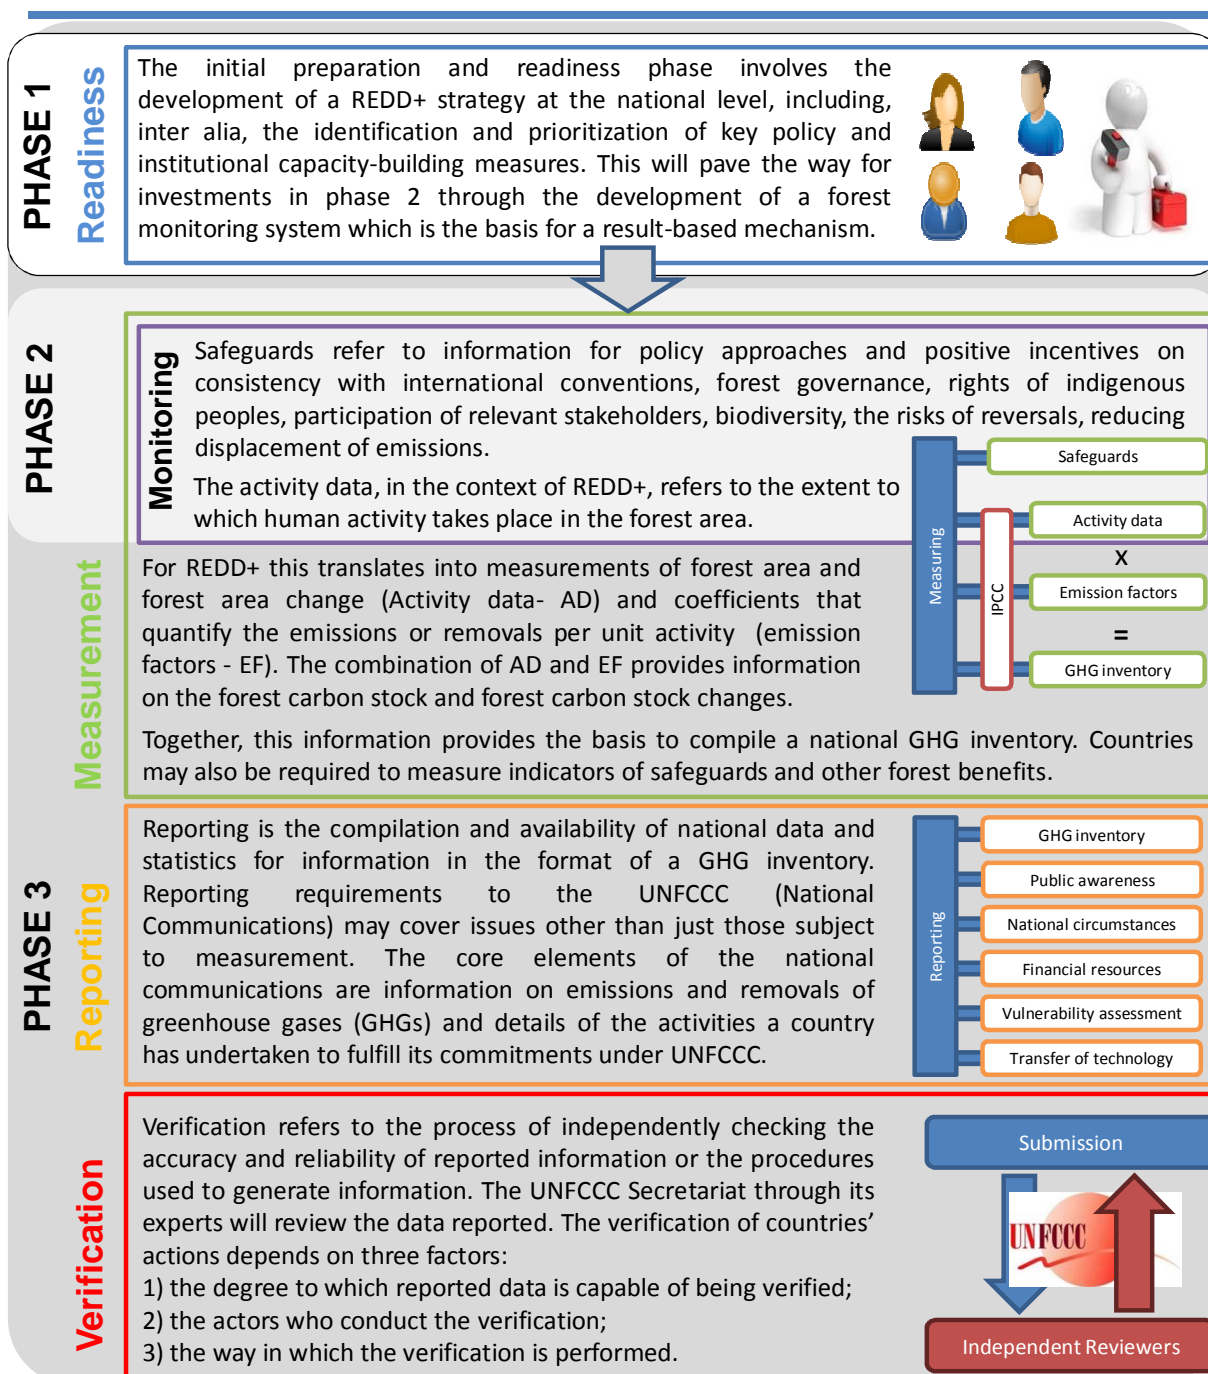 PHASE 1
Readiness
The initial preparation and readiness phase involves the
development of a REDD+ strategy at the national level, including,
inter alia, the identification and prioritization of key policy and
institutional capacity-building measures. This will pave the way for
investments in phase 2 through the development of a forest
monitoring system which is the basis for a result-based mechanism.
PHASE 2
Monitoring
Safeguards refer to information for policy approaches and positive incentives on
consistency with international conventions, forest governance, rights of indigenous
peoples, participation of relevant stakeholders, biodiversity, the risks of reversals, reducing
displacement of emissions.
The activity data, in the context of REDD+, refers to the extent to
which human activity takes place in the forest area.
Measurement
For REDD+ this translates into measurements of forest area and
forest area change (Activity data- AD) and coefficients that
quantify the emissions or removals per unit activity (emission
factors - EF). The combination of AD and EF provides information
on the forest carbon stock and forest carbon stock changes.
Together, this information provides the basis to compile a national GHG inventory. Countries
may also be required to measure indicators of safeguards and other forest benefits.
Measuring
IPCC
Safeguards
Activity data
X
Emission factors
=
GHG inventory
PHASE 3
Reporting
Reporting is the compilation and availability of national data and
statistics for information in the format of a GHG inventory.
Reporting requirements to the UNFCCC (National
Communications) may cover issues other than just those subject
to measurement. The core elements of the national
communications are information on emissions and removals of
greenhouse gases (GHGs) and details of the activities a country
has undertaken to fulfill its commitments under UNFCCC.
Reporting
GHG inventory
Public awareness
National circumstances
Financial resources
Vulnerability assessment
Transfer of technology
Verification
Verification refers to the process of independently checking the
accuracy and reliability of reported information or the procedures
used to generate information. The UNFCCC Secretariat through its
experts will review the data reported. The verification of countries’
actions depends on three factors:
1) the degree to which reported data is capable of being verified;
2) the actors who conduct the verification;
3) the way in which the verification is performed.
Submission
UNFCCC
Independent Reviewers